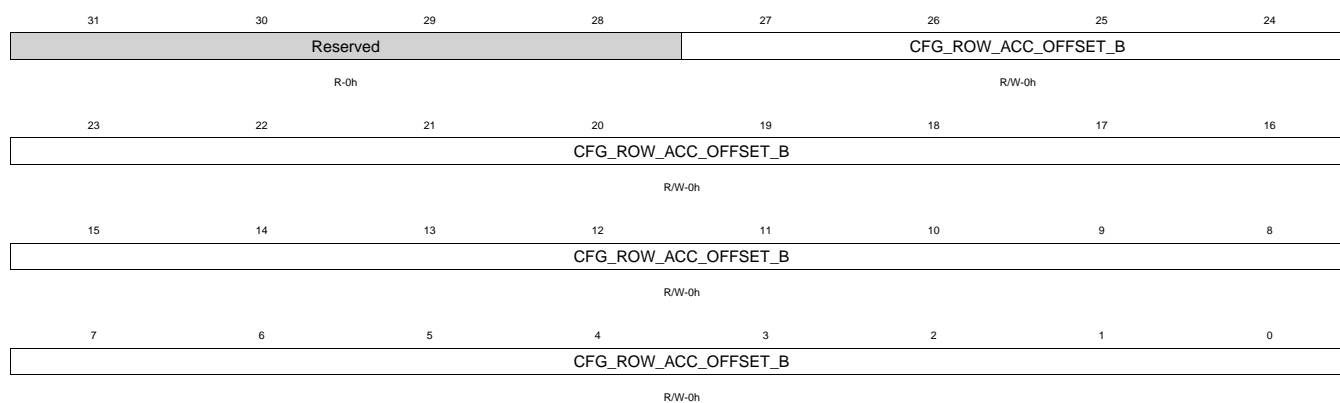 31 30 29 28 27 26 25 24
Reserved CFG_ROW_ACC_OFFSET_B
R-0h R/W-0h
23 22 21 20 19 18 17 16
CFG_ROW_ACC_OFFSET_B
R/W-0h
15 14 13 12 11 10 9 8
CFG_ROW_ACC_OFFSET_B
R/W-0h
7 6 5 4 3 2 1 0
CFG_ROW_ACC_OFFSET_B
R/W-0h